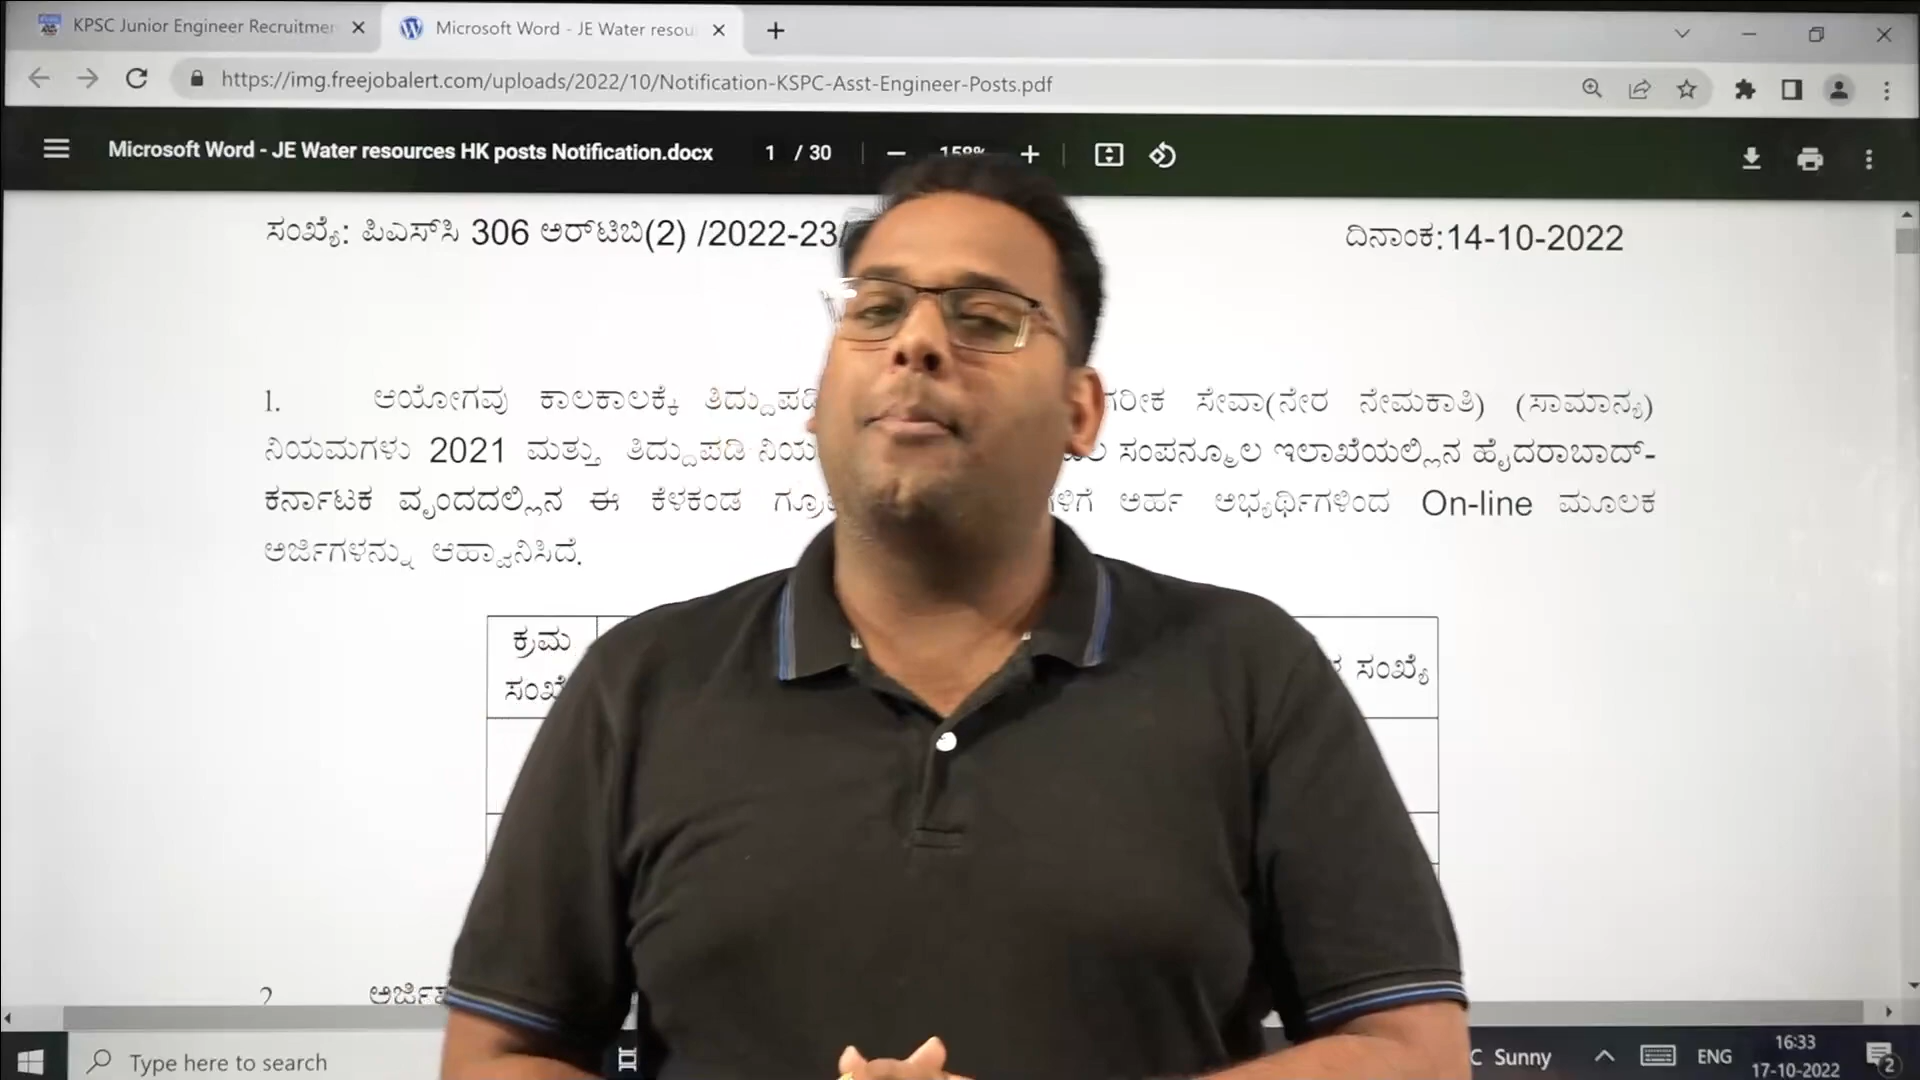 KPSC Junior Engineer Recruitmen
Microsoft Word - JE Water resou
https://img.freejobalert.com/uploads/2022/10/Notification-KSPC-Asst-Engineer-Posts.pdf
Microsoft Word - JE Water resources HK posts Notification.docx 1 / 30 158%
ಸಂಖ್ಯೆ: ಪಿಎಸ್‌ಸಿ 306 ಆರ್‌ಟಿಬಿ(2) /2022-23/ ದಿನಾಂಕ:14-10-2022
1. ಆಯೋಗವು ಕಾಲಕಾಲಕ್ಕೆ ಸೇವಾ(ನೇರ ನೇಮಕಾತಿ) (ಸಾಮಾನ್ಯ)
ನಿಯಮಗಳು 2021 ಮತ್ತು ತಿದ್ದುಪಡಿ ಸಂಪನ್ಮೂಲ ಇಲಾಖೆಯಲ್ಲಿನ ಹೈದರಾಬಾದ್-
ಕರ್ನಾಟಕ ವೃಂದದಲ್ಲಿನ ಈ ಕೆಳಕಂಡ ಅರ್ಹ ಅಭ್ಯರ್ಥಿಗಳಿಂದ On-line ಮೂಲಕ
ಅರ್ಜಿಗಳನ್ನು ಆಹ್ವಾನಿಸಿದೆ.
ಕ್ರಮ
ಸಂಖ್ಯೆ
2
Type here to search
C Sunny ENG
16:33
17-10-2022
2